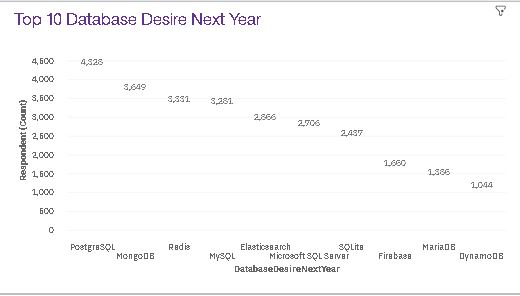 Top 10 Database Desire Next Year
Respondent (Count)
4,500
4,000
3,500
3,000
2,500
2,000
1,500
1,000
500
0
4,328
3,649
3,331
3,281
2,866
2,706
2,437
1,650
1,386
1,044
PostgreSQL
MongoDB
Redis
MySQL
Elasticsearch
Microsoft SQL Server
SQLite
Firebase
MariaDB
DynamoDB
DatabaseDesireNextYear